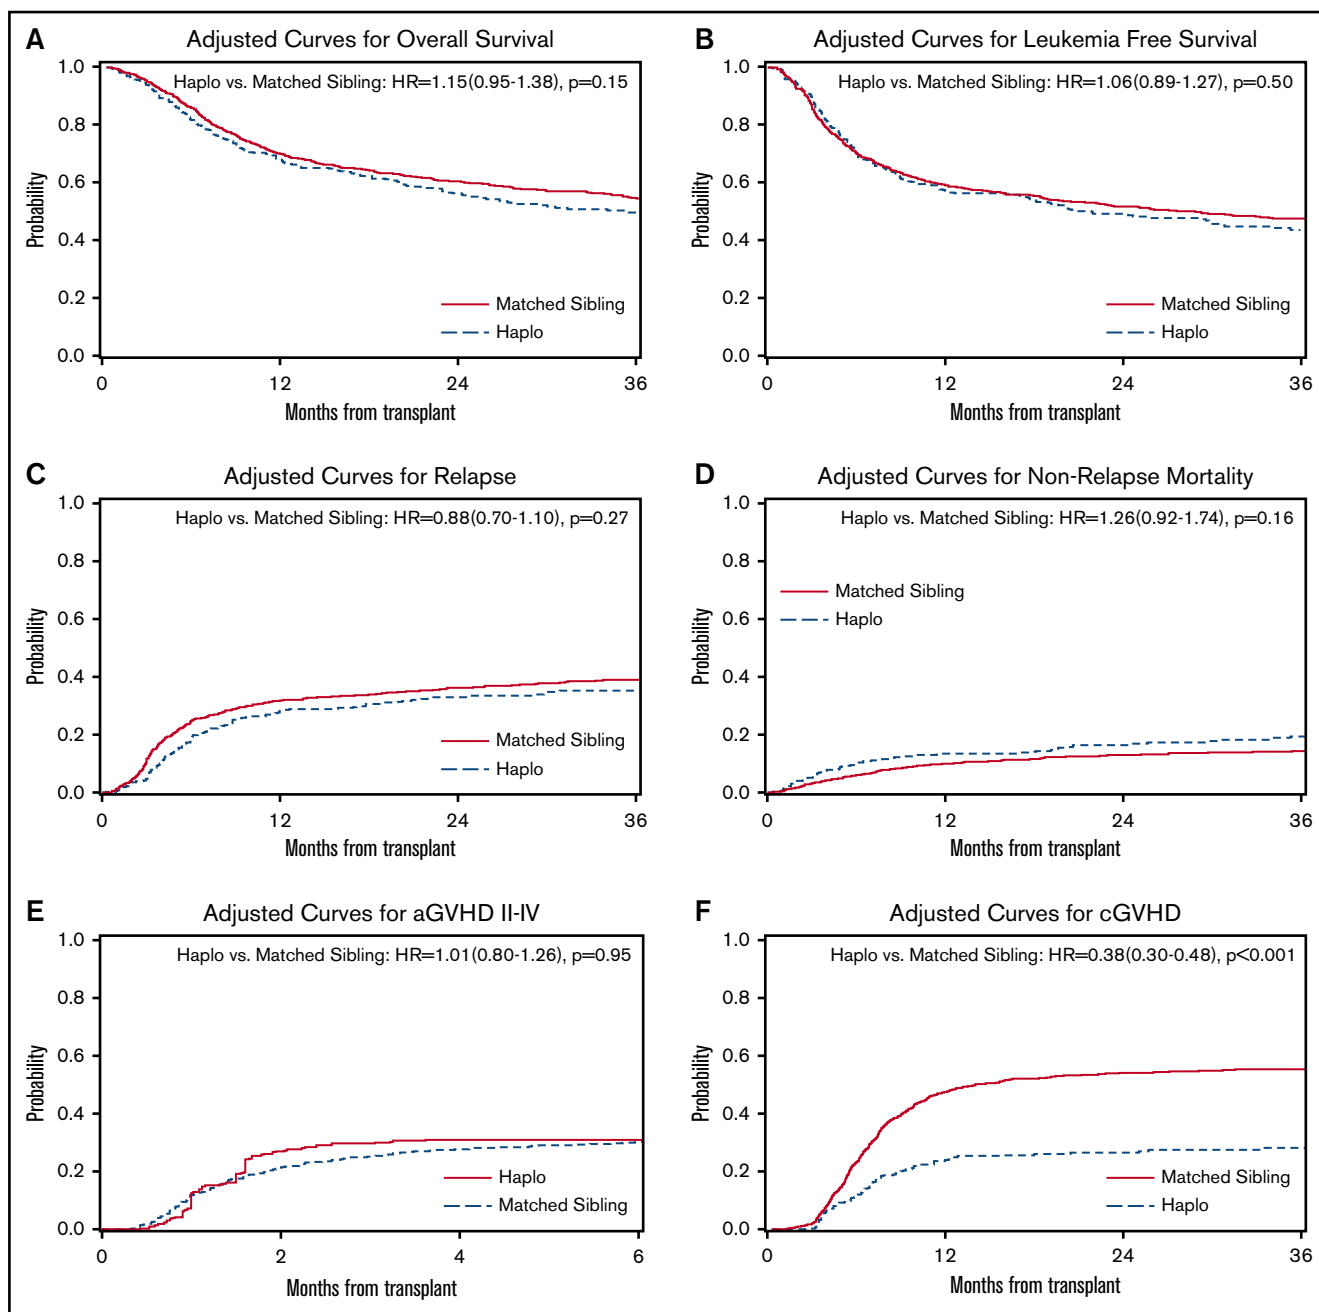 A Adjusted Curves for Overall Survival
Haplo vs. Matched Sibling: HR=1.15(0.95-1.38), p=0.15
1.0
0.8
0.6
0.4
0.2
0.0
Probability
Matched Sibling
Haplo
0 12 24 36
Months from transplant
B Adjusted Curves for Leukemia Free Survival
Haplo vs. Matched Sibling: HR=1.06(0.89-1.27), p=0.50
1.0
0.8
0.6
0.4
0.2
0.0
Probability
Matched Sibling
Haplo
0 12 24 36
Months from transplant
C Adjusted Curves for Relapse
Haplo vs. Matched Sibling: HR=0.88(0.70-1.10), p=0.27
1.0
0.8
0.6
0.4
0.2
0.0
Probability
Matched Sibling
Haplo
0 12 24 36
Months from transplant
D Adjusted Curves for Non-Relapse Mortality
Haplo vs. Matched Sibling: HR=1.26(0.92-1.74), p=0.16
1.0
0.8
0.6
0.4
0.2
0.0
Probability
Matched Sibling
Haplo
0 12 24 36
Months from transplant
E Adjusted Curves for aGVHD II-IV
Haplo vs. Matched Sibling: HR=1.01(0.80-1.26), p=0.95
1.0
0.8
0.6
0.4
0.2
0.0
Probability
Haplo
Matched Sibling
0 2 4 6
Months from transplant
F Adjusted Curves for cGVHD
Haplo vs. Matched Sibling: HR=0.38(0.30-0.48), p<0.001
1.0
0.8
0.6
0.4
0.2
0.0
Probability
Matched Sibling
Haplo
0 12 24 36
Months from transplant